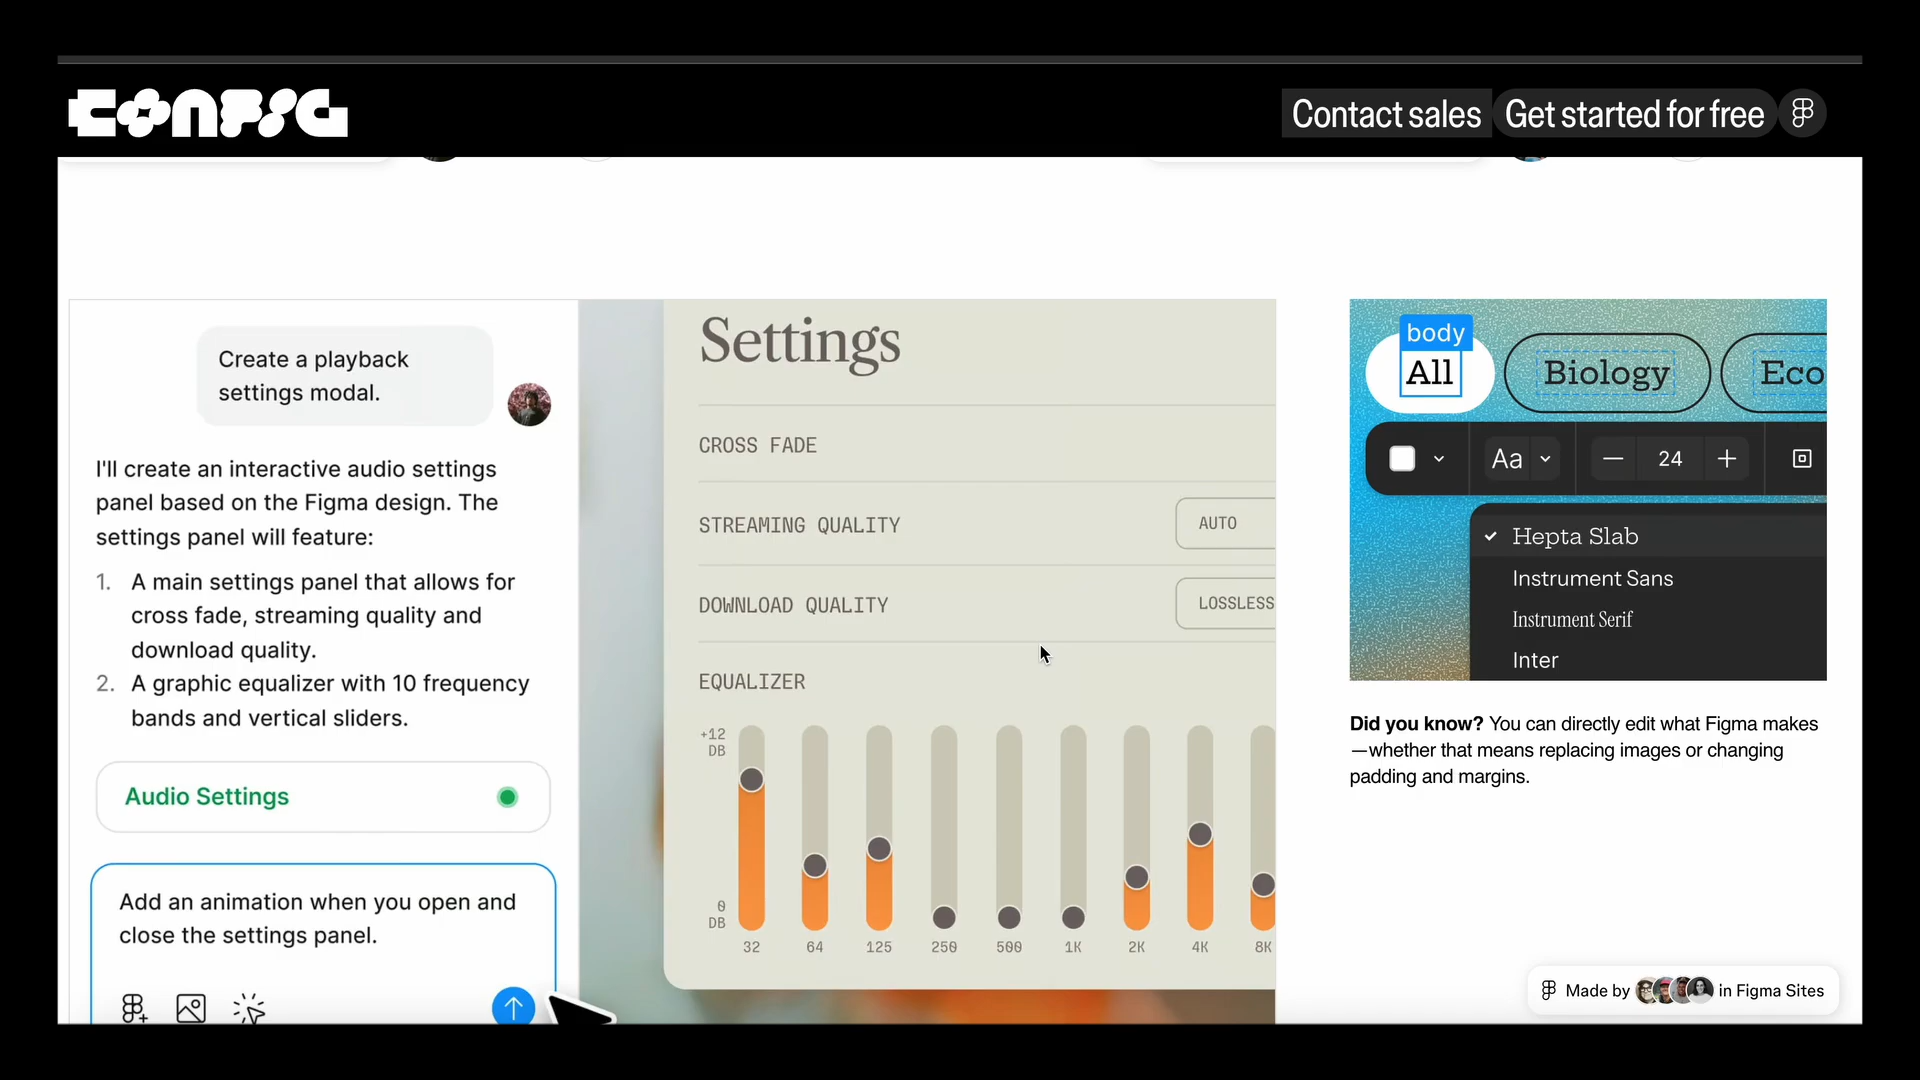 CONFIG
Contact sales
Get started for free
Create a playback
settings modal.
I'll create an interactive audio settings
panel based on the Figma design. The
settings panel will feature:
1. A main settings panel that allows for
cross fade, streaming quality and
download quality.
2. A graphic equalizer with 10 frequency
bands and vertical sliders.
Audio Settings
Add an animation when you open and
close the settings panel.
Settings
CROSS FADE
STREAMING QUALITY
AUTO
DOWNLOAD QUALITY
LOSSLESS
EQUALIZER
+12
DB
0
DB
32 64 125 250 500 1K 2K 4K 8K
body
All Biology Eco
Aa 24
Hepta Slab
Instrument Sans
Instrument Serif
Inter
Did you know? You can directly edit what Figma makes
—whether that means replacing images or changing
padding and margins.
Made by in Figma Sites